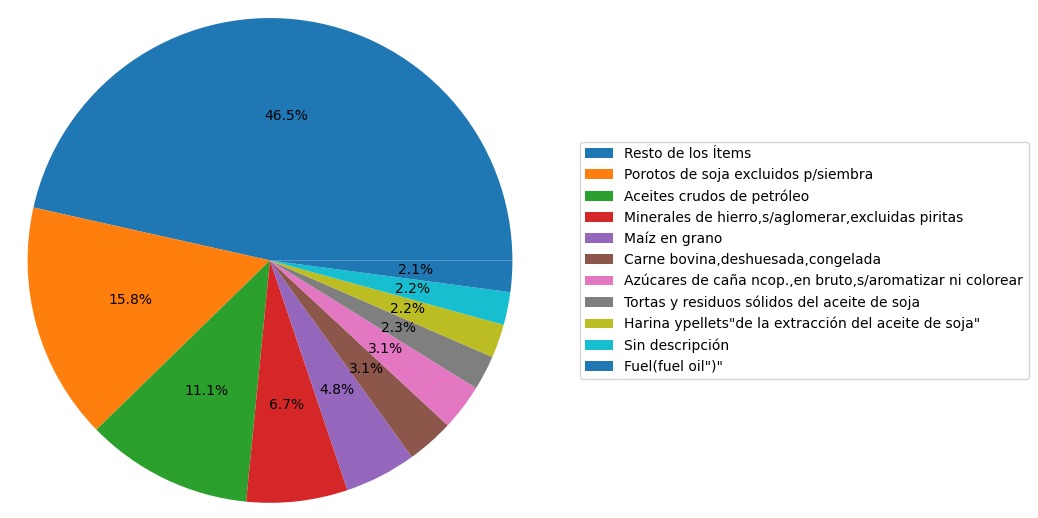 46.5%
15.8%
11.1%
6.7%
4.8%
3.1%
3.1%
2.3%
2.2%
2.2%
2.1%
Resto de los Ítems
Porotos de soja excluidos p/siembra
Aceites crudos de petróleo
Minerales de hierro,s/aglomerar,excluidas piritas
Maíz en grano
Carne bovina,deshuesada,congelada
Azúcares de caña ncop.,en bruto,s/aromatizar ni colorear
Tortas y residuos sólidos del aceite de soja
Harina ypellets"de la extracción del aceite de soja"
Sin descripción
Fuel(fuel oil")"